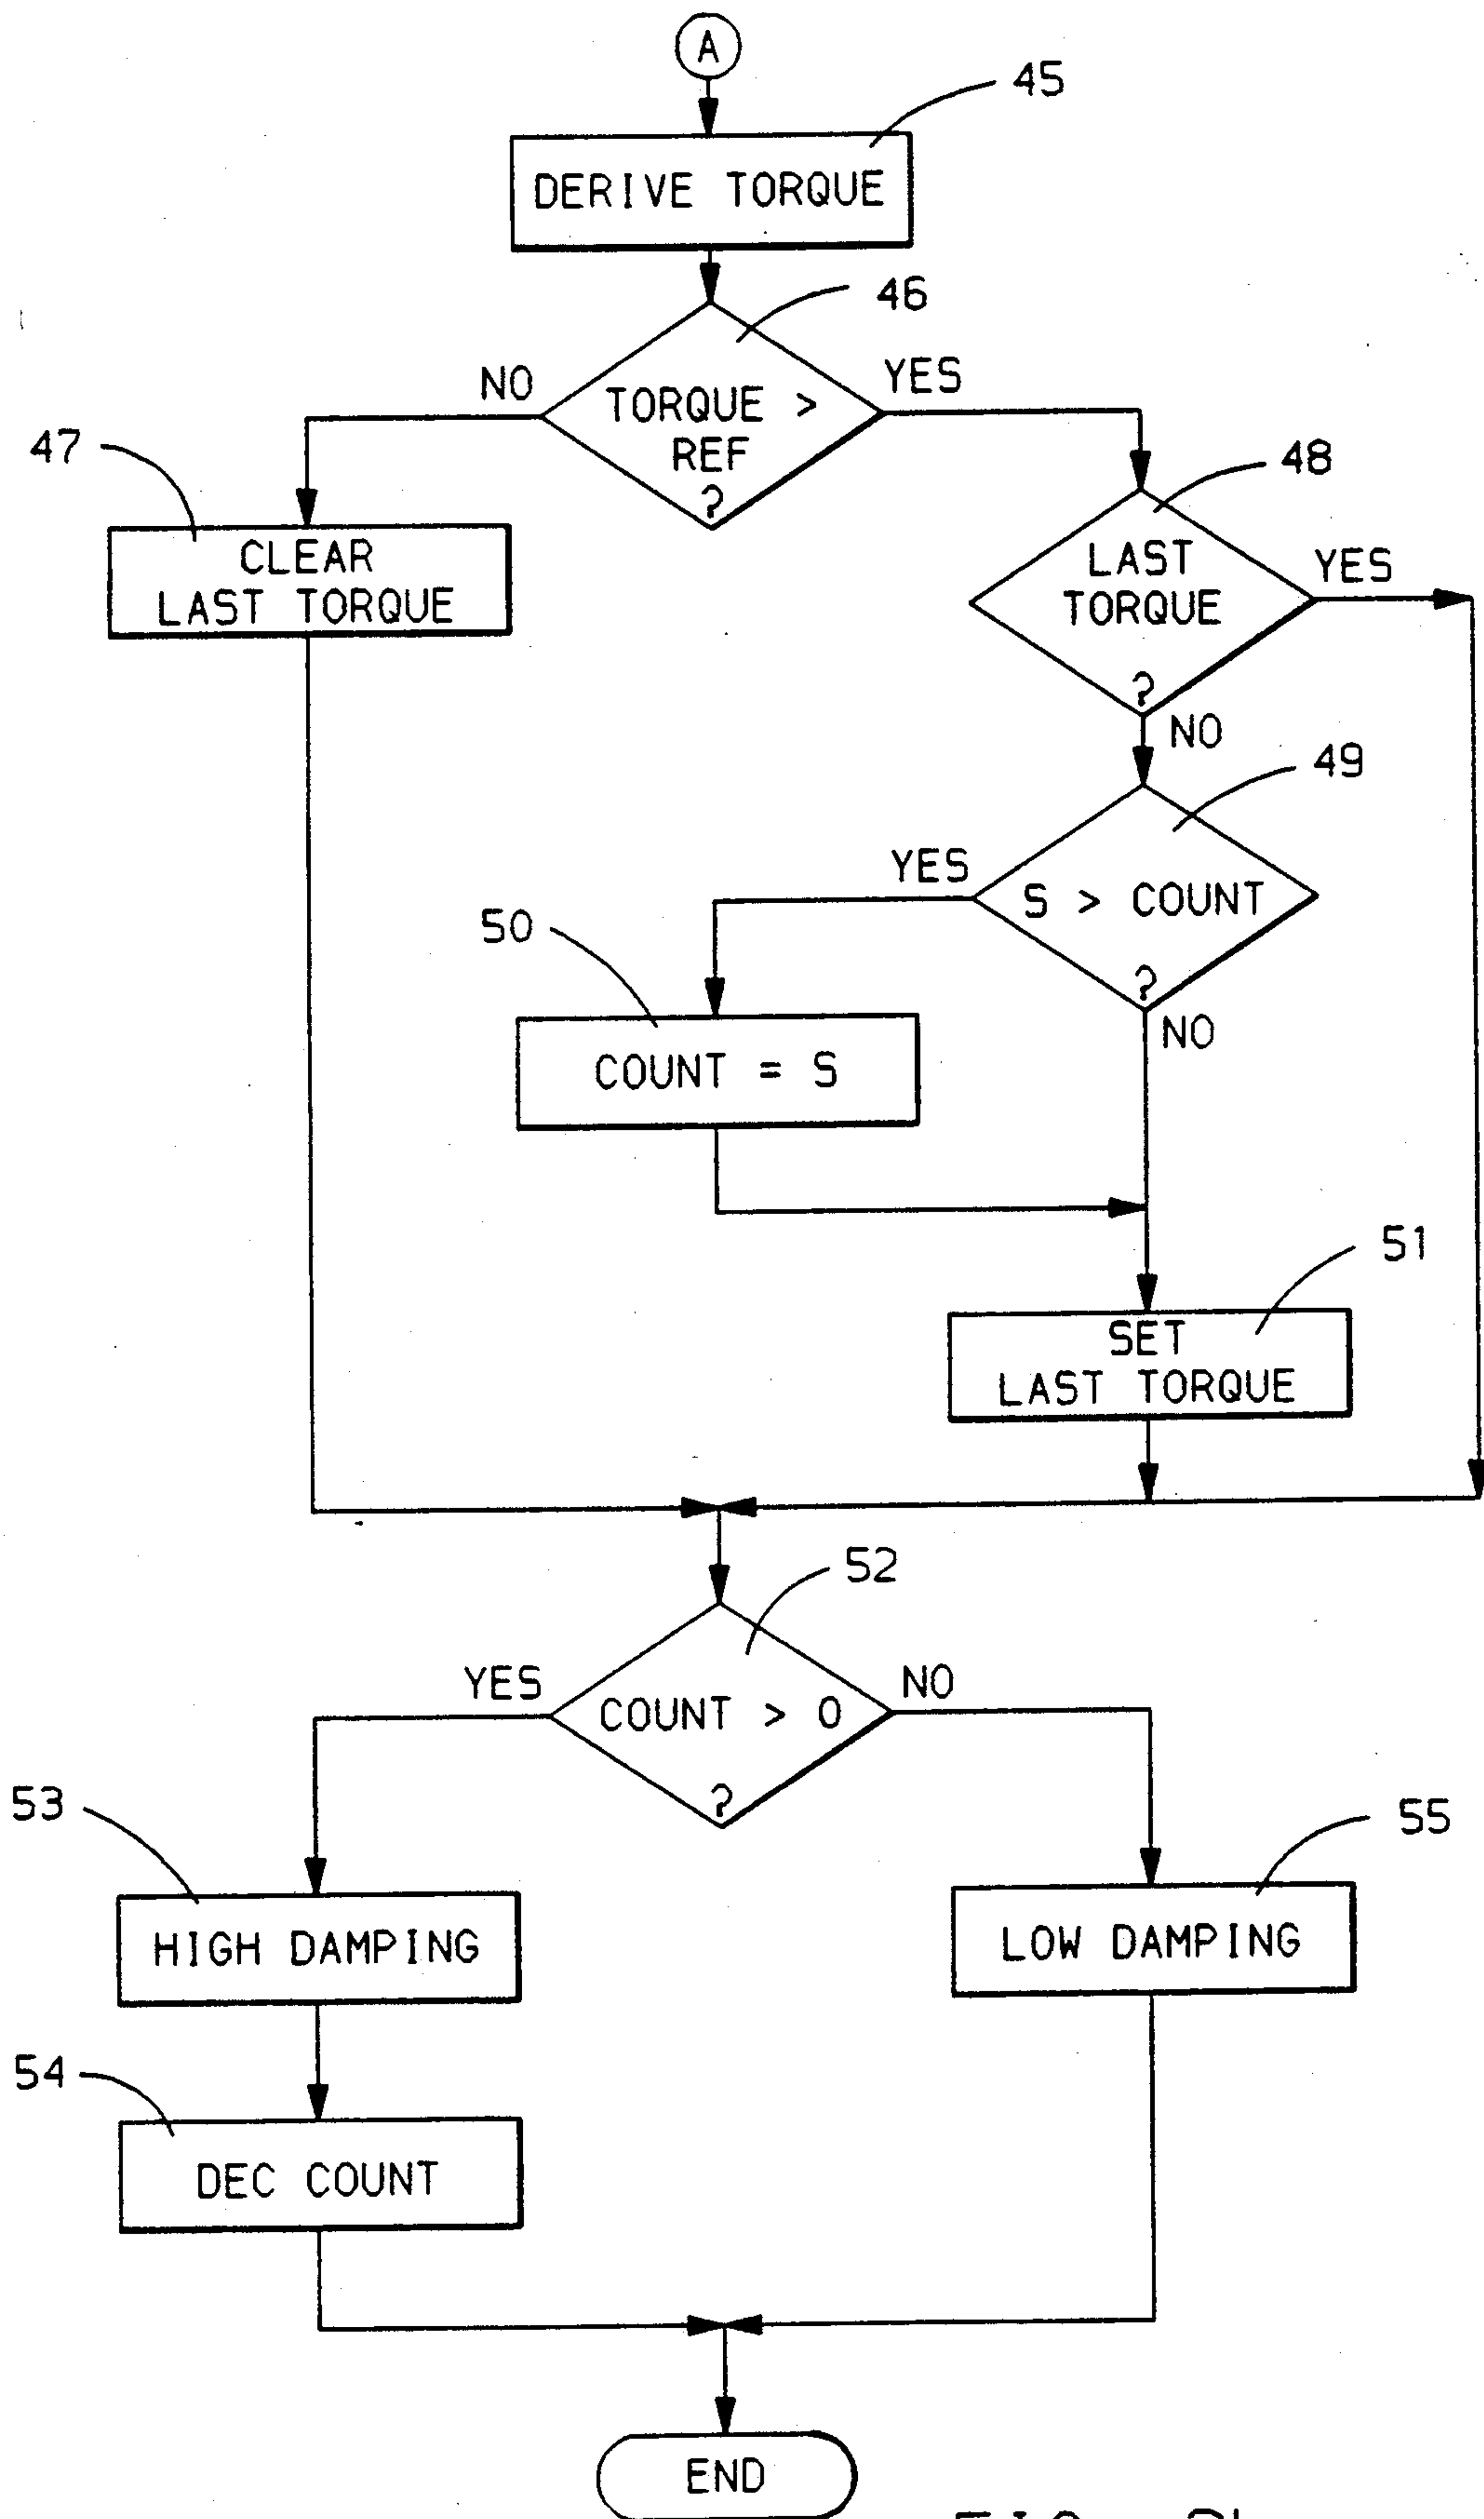 A
45
DERIVE TORQUE
46
NO
YES
TORQUE >
REF
?
47
48
CLEAR
LAST TORQUE
LAST
TORQUE
?
YES
NO
49
YES
S > COUNT
?
50
NO
COUNT = S
51
SET
LAST TORQUE
52
YES
NO
COUNT > 0
?
53
55
HIGH DAMPING
LOW DAMPING
54
DEC COUNT
END